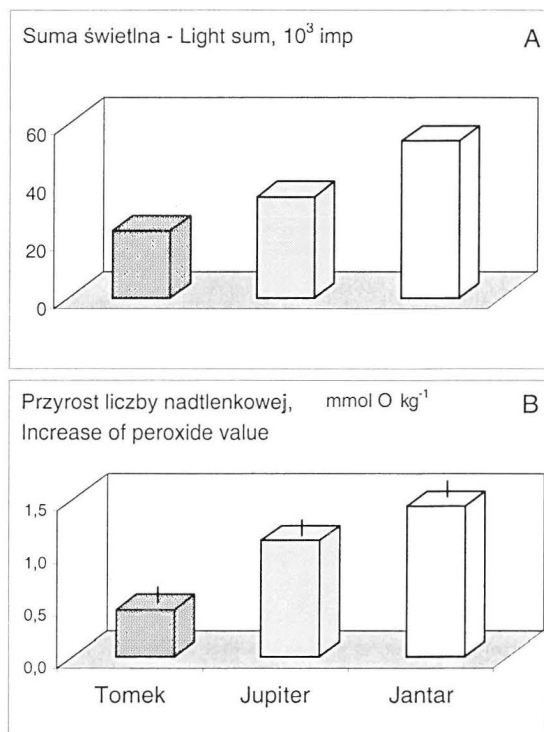 Suma świetlna - Light sum, 10³ imp
A
60
40
20
0
Przyrost liczby nadtlenkowej, mmol O kg⁻¹
B
Increase of peroxide value
1,5
1,0
0,5
0,0
Tomek Jupiter Jantar